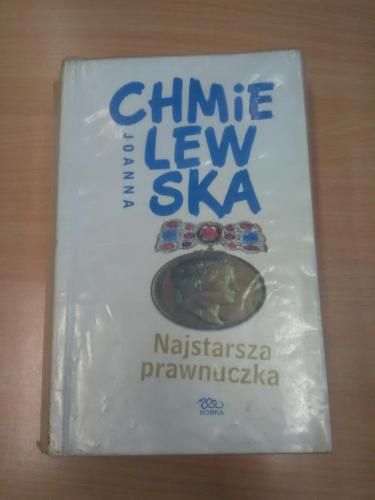 CHMiE
JOANNA
LEW
SKA
Najstarsza
prawnuczka
KOBRA